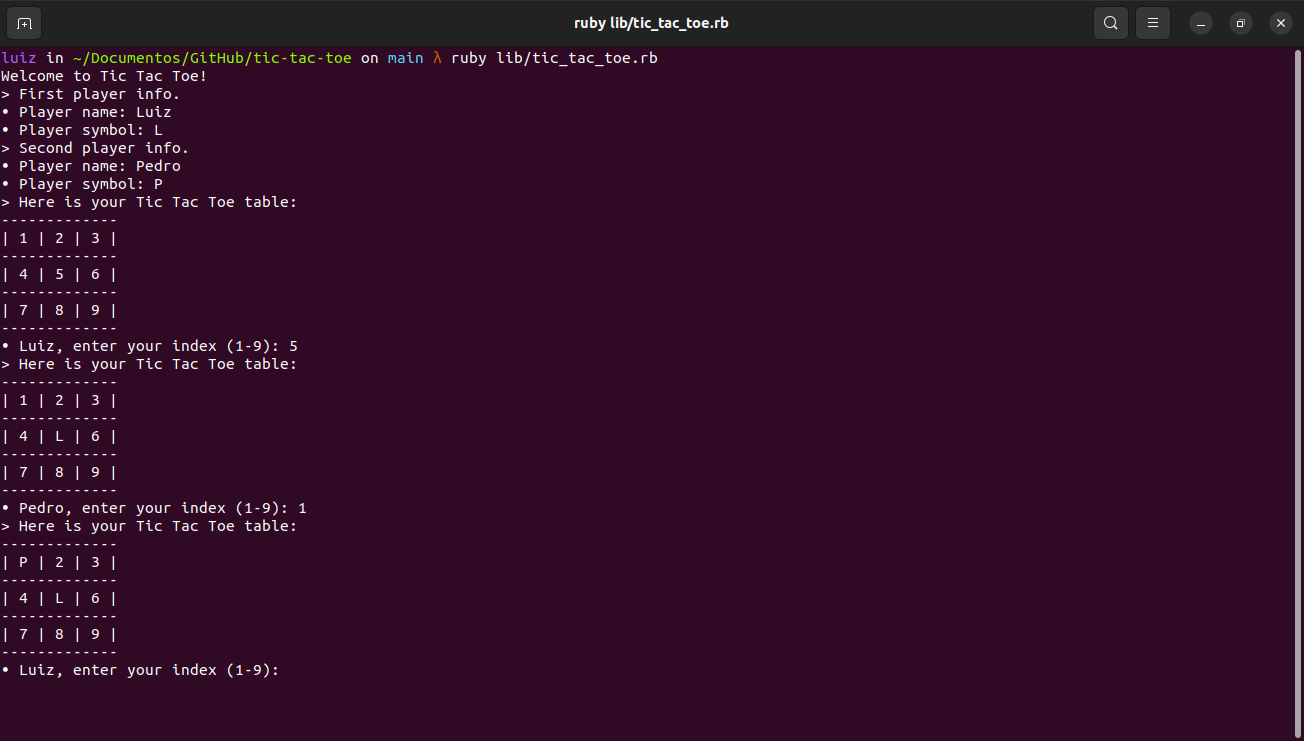 ruby lib/tic_tac_toe.rb
luiz in ~/Documentos/GitHub/tic-tac-toe on main λ ruby lib/tic_tac_toe.rb
Welcome to Tic Tac Toe!
> First player info.
• Player name: Luiz
• Player symbol: L
> Second player info.
• Player name: Pedro
• Player symbol: P
> Here is your Tic Tac Toe table:
-------------
| 1 | 2 | 3 |
-------------
| 4 | 5 | 6 |
-------------
| 7 | 8 | 9 |
-------------
• Luiz, enter your index (1-9): 5
> Here is your Tic Tac Toe table:
-------------
| 1 | 2 | 3 |
-------------
| 4 | L | 6 |
-------------
| 7 | 8 | 9 |
-------------
• Pedro, enter your index (1-9): 1
> Here is your Tic Tac Toe table:
-------------
| P | 2 | 3 |
-------------
| 4 | L | 6 |
-------------
| 7 | 8 | 9 |
-------------
• Luiz, enter your index (1-9):